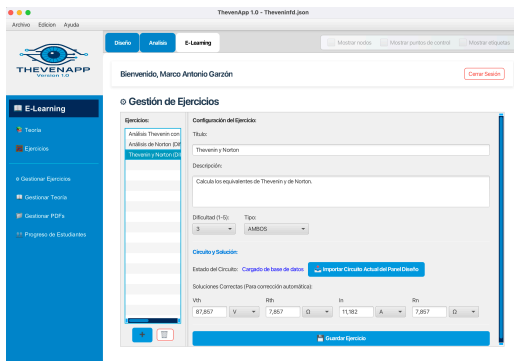 ThevenApp 1.0 - Theveninfd.json
Archivo Edicion Ayuda
Diseño Analisis E-Learning Mostrar nodos Mostrar puntos de control Mostrar etiquetas
THEVENAPP
Version 1.0
Bienvenido, Marco Antonio Garzón Cerrar Sesión
E-Learning
Teoría
Ejercicios
Gestionar Ejercicios
Gestionar Teoría
Gestionar PDFs
Progreso de Estudiantes
Gestión de Ejercicios
Ejercicios:
Análisis Thevenin con
Análisis de Norton (Dif
Thevenin y Norton (Dif
Configuración del Ejercicio:
Título:
Thevenin y Norton
Descripción:
Calcula los equivalentes de Thevenin y de Norton.
Dificultad (1-5): Tipo:
3 AMBOS
Circuito y Solución:
Estado del Circuito: Cargado de base de datos Importar Circuito Actual del Panel Diseño
Soluciones Correctas (Para corrección automática):
Vth Rth In Rn
87,857 V 7,857 Ω 11,182 A 7,857 Ω
+ Guardar Ejercicio